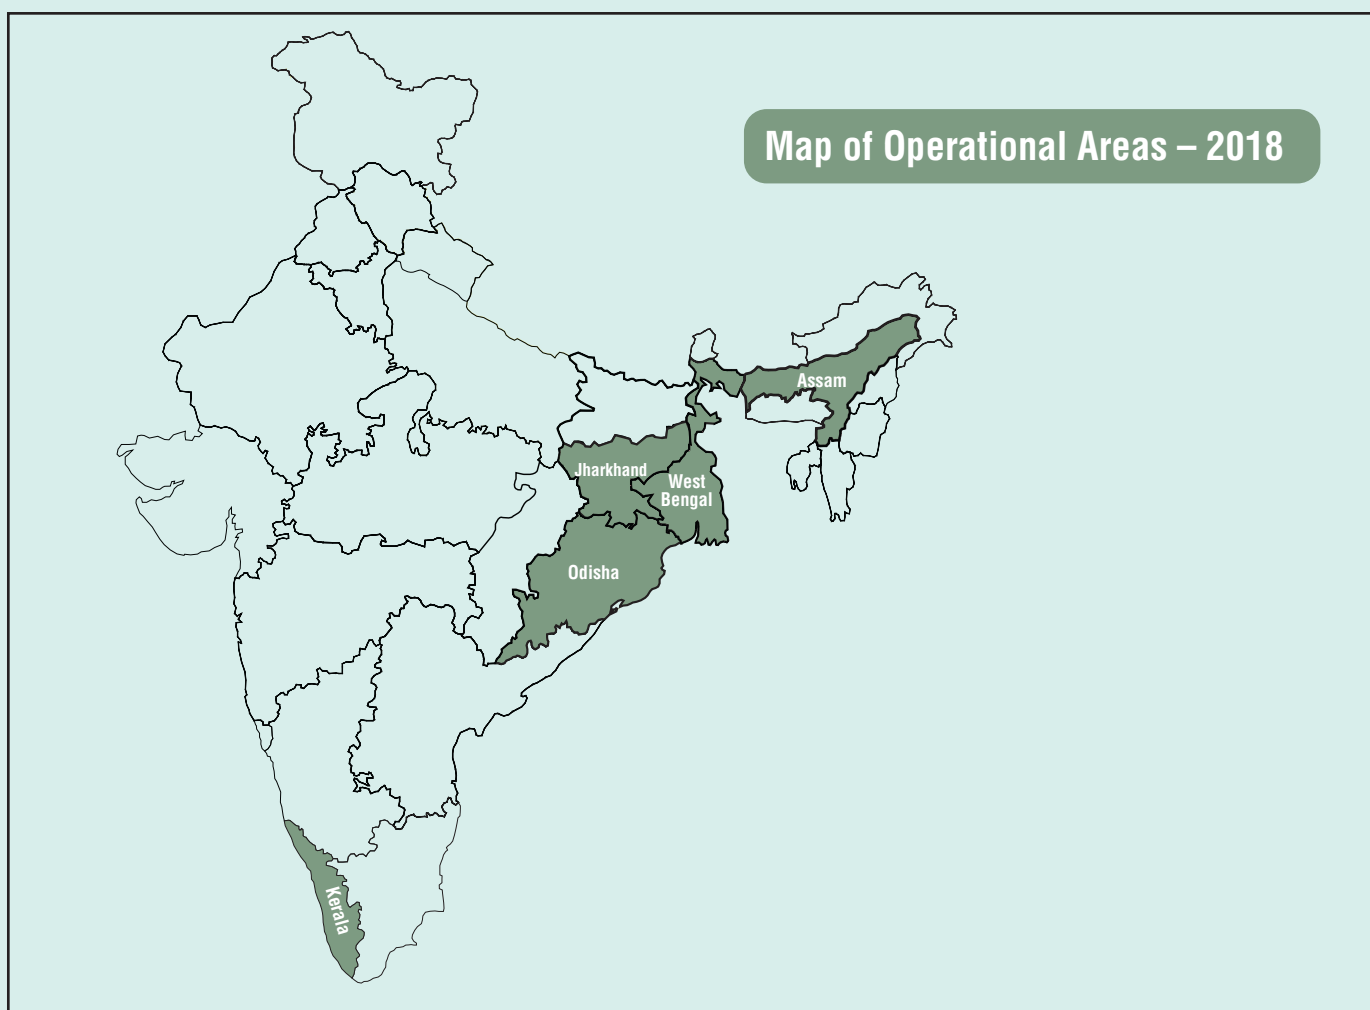 Map of Operational Areas – 2018
Assam
Jharkhand
West
Bengal
Odisha
Kerala